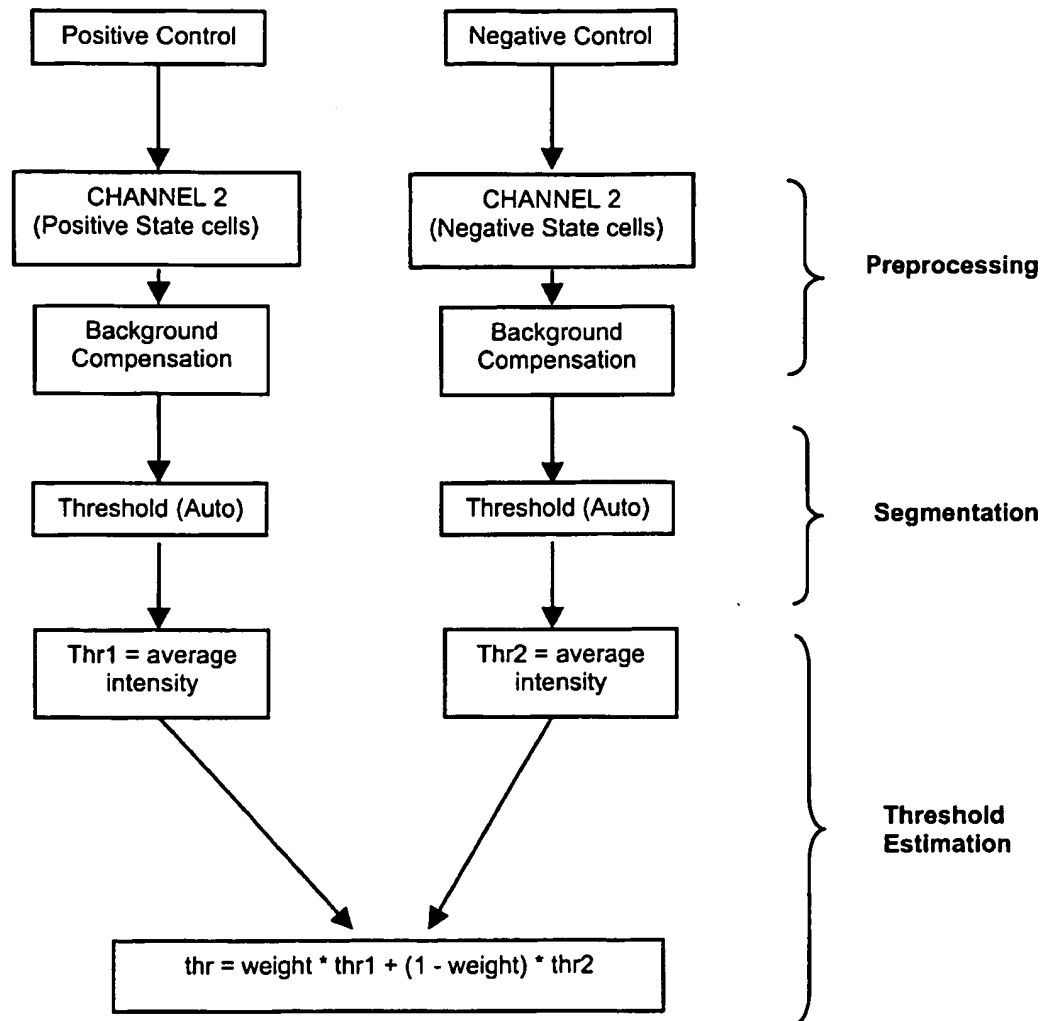 Positive Control
Negative Control
CHANNEL 2
(Positive State cells)
CHANNEL 2
(Negative State cells)
Preprocessing
Background
Compensation
Background
Compensation
Threshold (Auto)
Threshold (Auto)
Segmentation
Thr1 = average
intensity
Thr2 = average
intensity
Threshold
Estimation
thr = weight * thr1 + (1 - weight) * thr2